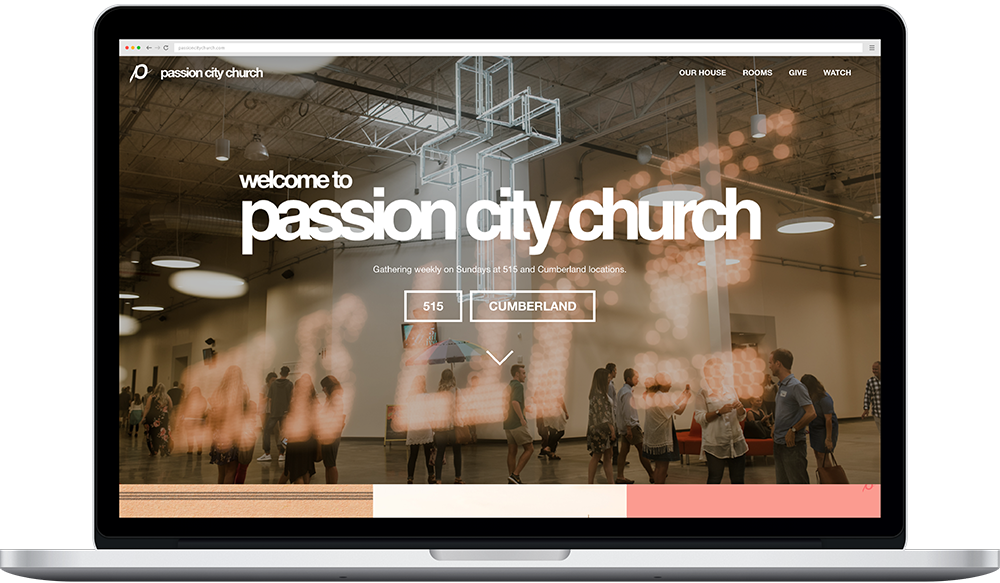 passioncitychurch.com
passion city church
OUR HOUSE ROOMS GIVE WATCH
welcome to
passion city church
Gathering weekly on Sundays at 515 and Cumberland locations.
515 CUMBERLAND